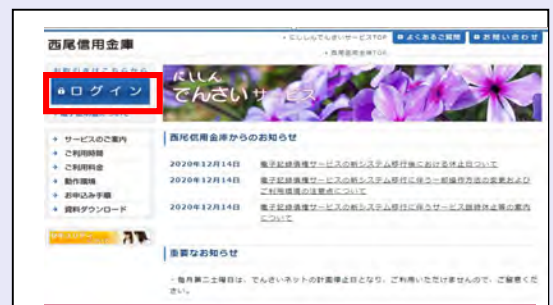 西尾信用金庫
・にししんでんさいサービスTOP
よくあるご質問
お問い合わせ
・西尾信用金庫TOP
お取引はこちらから
ログイン
にしん
でんさいサービス
サービスのご案内
ご利用時間
ご利用料金
動作環境
お申込み手順
資料ダウンロード
西尾信用金庫からのお知らせ
2020年12月14日 電子記録債権サービスの新システム移行後における休止日ついて
2020年12月14日 電子記録債権サービスの新システム移行に伴う一部操作方法の変更および
ご利用環境の注意点について
2020年12月14日 電子記録債権サービスの新システム移行に伴うサービス臨時休止等の案内
について
重要なお知らせ
・毎月第二土曜日は、でんさいネットの計画停止日となり、ご利用いただけませんので、ご留意くだ
さい。